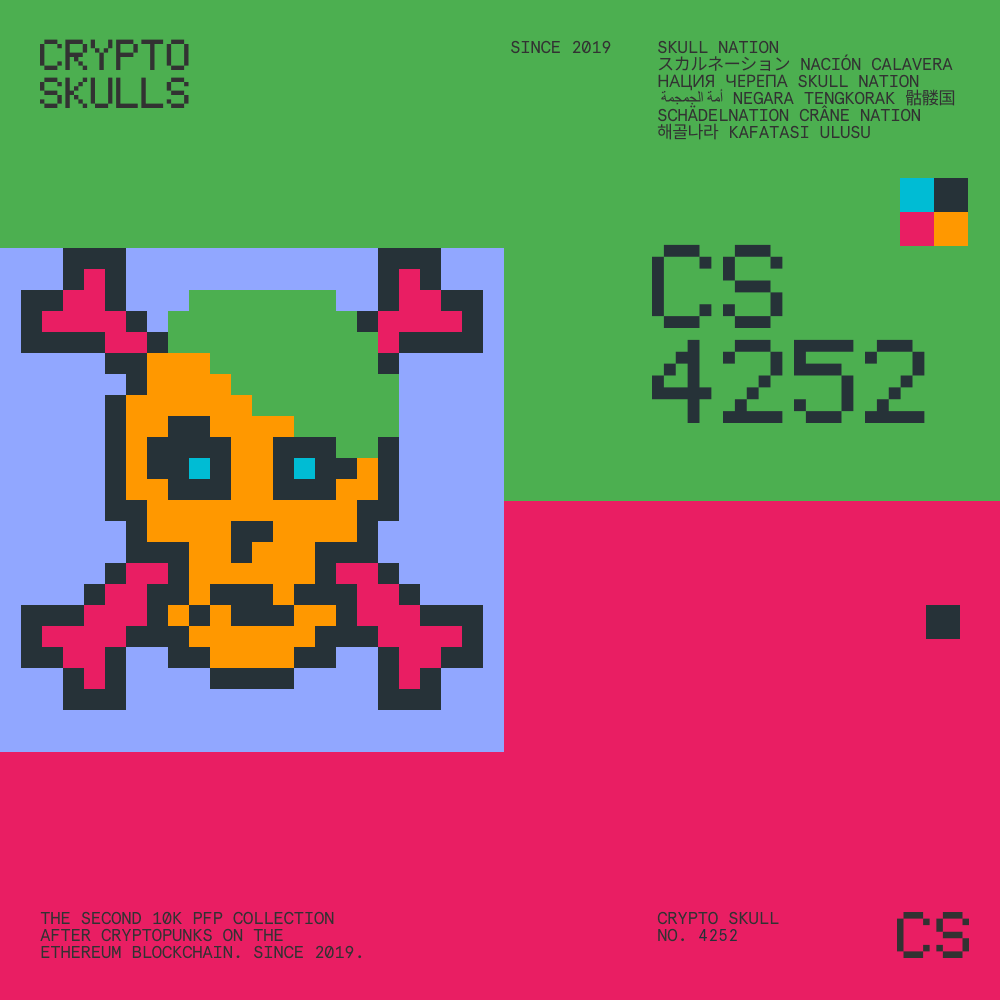 CRYPTO
SKULLS
SINCE 2019
SKULL NATION
スカルネーション NACIÓN CALAVERA
НАЦИЯ ЧЕРЕПА SKULL NATION
أمة الجمجمة NEGARA TENGKORAK 骷髅国
SCHÄDELNATION CRÂNE NATION
해골나라 KAFATASI ULUSU
CS
4252
THE SECOND 10K PFP COLLECTION
AFTER CRYPTOPUNKS ON THE
ETHEREUM BLOCKCHAIN. SINCE 2019.
CRYPTO SKULL
NO. 4252
CS